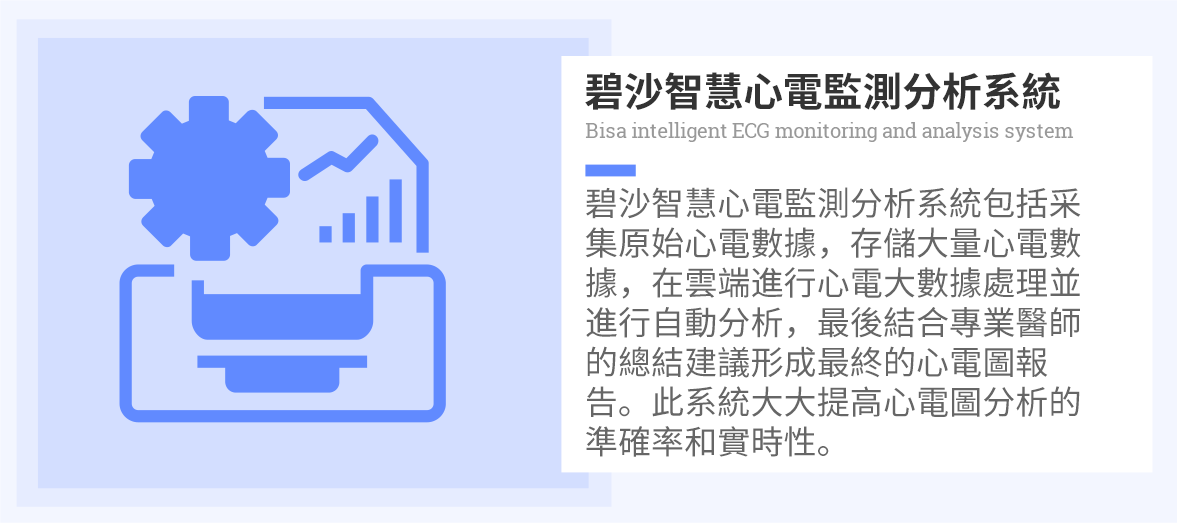 碧沙智慧心電監測分析系統
Bisa intelligent ECG monitoring and analysis system
碧沙智慧心電監測分析系統包括采
集原始心電數據，存儲大量心電數
據，在雲端進行心電大數據處理並
進行自動分析，最後結合專業醫師
的總結建議形成最終的心電圖報
告。此系統大大提高心電圖分析的
準確率和實時性。